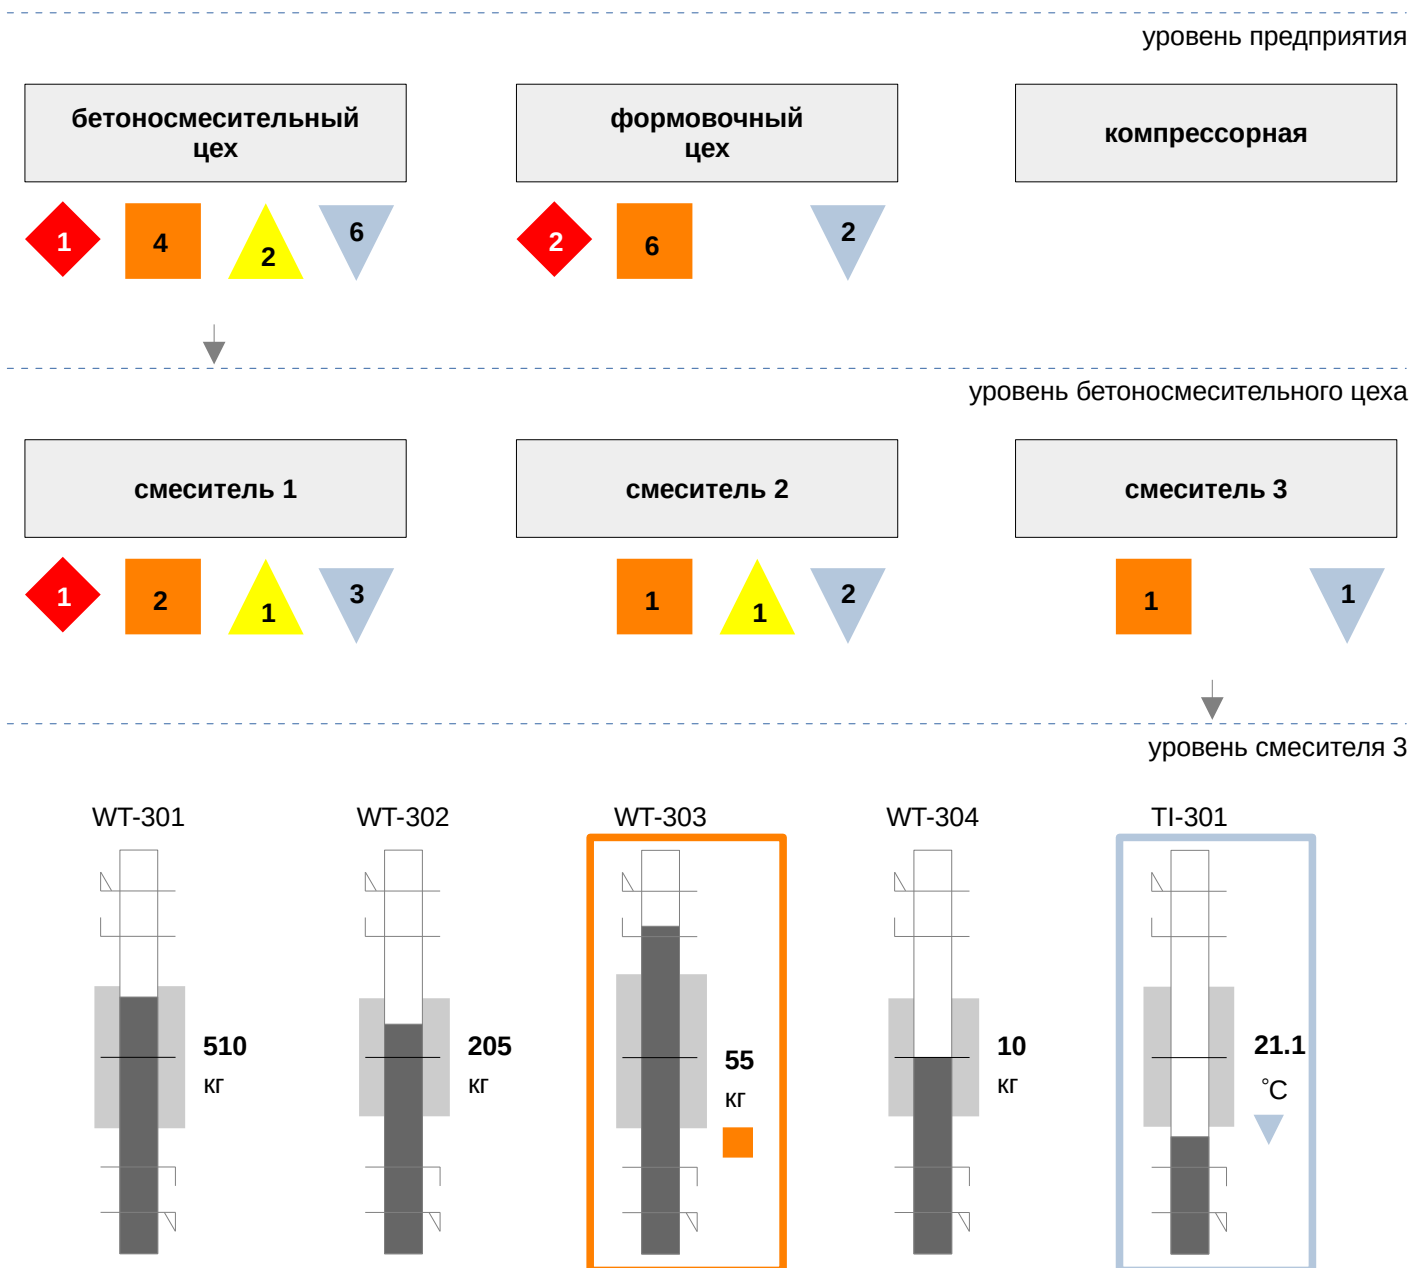 уровень предприятия
бетоносмесительный
цех
формовочный
цех
компрессорная
1 4 2 6 2 6 2
уровень бетоносмесительного цеха
смеситель 1 смеситель 2 смеситель 3
1 2 1 3 1 1 2 1 1
уровень смесителя 3
WT-301 WT-302 WT-303 WT-304 TI-301
510
кг
205
кг
55
кг
10
кг
21.1
°C